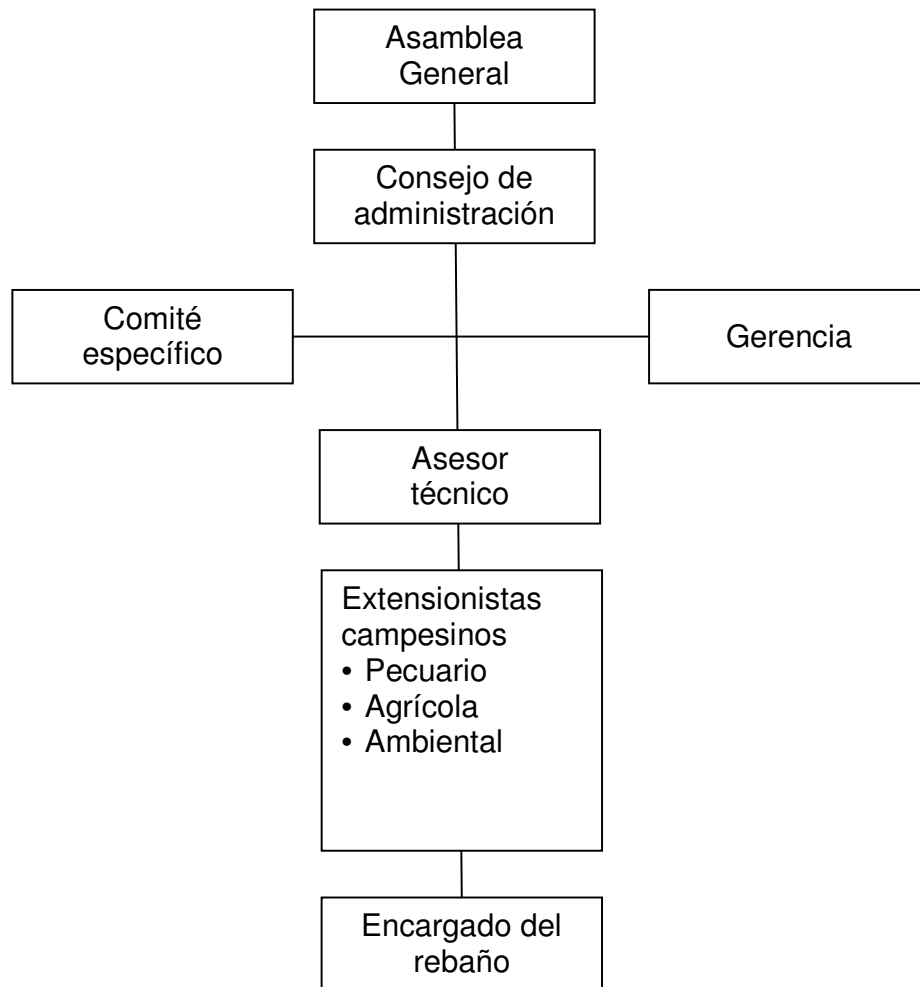 Asamblea
General
Consejo de
administración
Comité
específico
Gerencia
Asesor
técnico
Extensionistas
campesinos
• Pecuario
• Agrícola
• Ambiental
Encargado del
rebaño